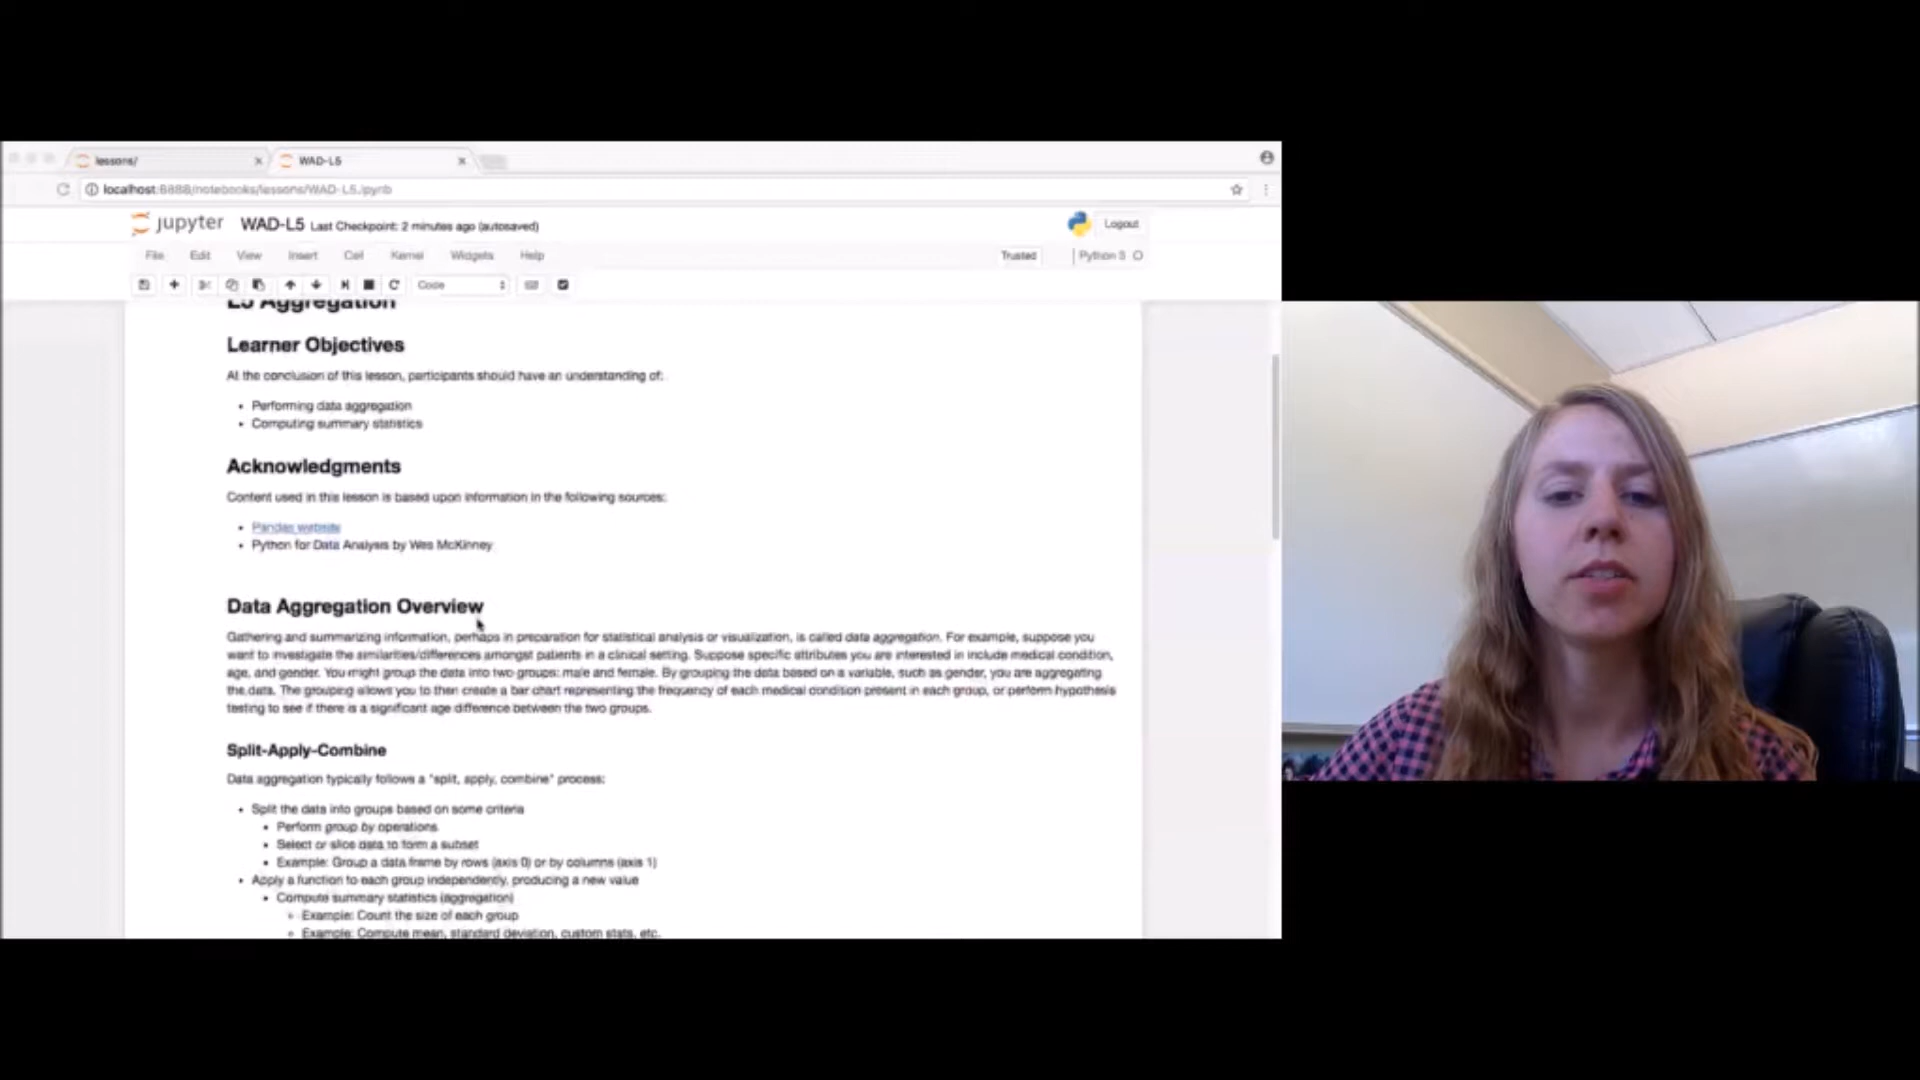 lessons/
WAD-L5
localhost:8888/notebooks/lessons/WAD-L5.ipynb
jupyter WAD-L5 Last Checkpoint: 2 minutes ago (autosaved)
Logout
File Edit View Insert Cell Kernel Widgets Help
Trusted
Python 3
Code
L5 Aggregation
Learner Objectives
At the conclusion of this lesson, participants should have an understanding of:
• Performing data aggregation
• Computing summary statistics
Acknowledgments
Content used in this lesson is based upon information in the following sources:
• Pandas website
• Python for Data Analysis by Wes McKinney
Data Aggregation Overview
Gathering and summarizing information, perhaps in preparation for statistical analysis or visualization, is called data aggregation. For example, suppose you
want to investigate the similarities/differences amongst patients in a clinical setting. Suppose specific attributes you are interested in include medical condition,
age, and gender. You might group the data into two groups: male and female. By grouping the data based on a variable, such as gender, you are aggregating
the data. The grouping allows you to then create a bar chart representing the frequency of each medical condition present in each group, or perform hypothesis
testing to see if there is a significant age difference between the two groups.
Split-Apply-Combine
Data aggregation typically follows a "split, apply, combine" process:
• Split the data into groups based on some criteria
• Perform group by operations
• Select or slice data to form a subset
• Example: Group a data frame by rows (axis 0) or by columns (axis 1)
• Apply a function to each group independently, producing a new value
• Compute summary statistics (aggregation)
◦ Example: Count the size of each group
◦ Example: Compute mean, standard deviation, custom stats, etc.